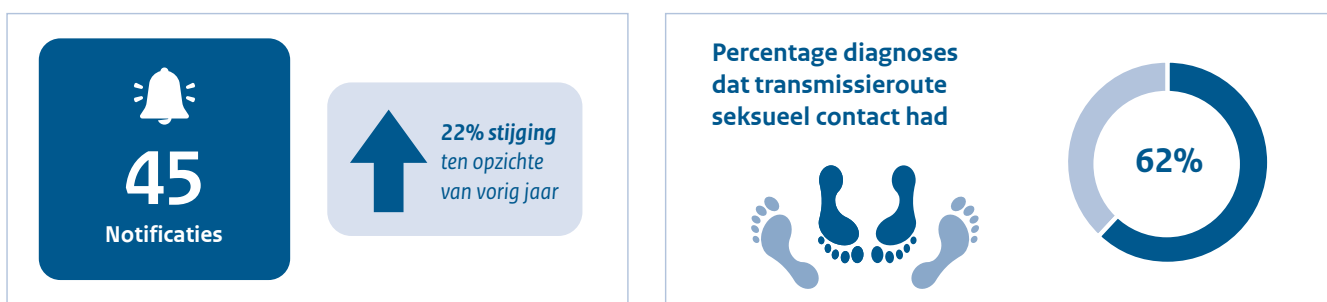 45
Notificaties
22% stijging
ten opzichte
van vorig jaar
Percentage diagnoses
dat transmissieroute
seksueel contact had
62%